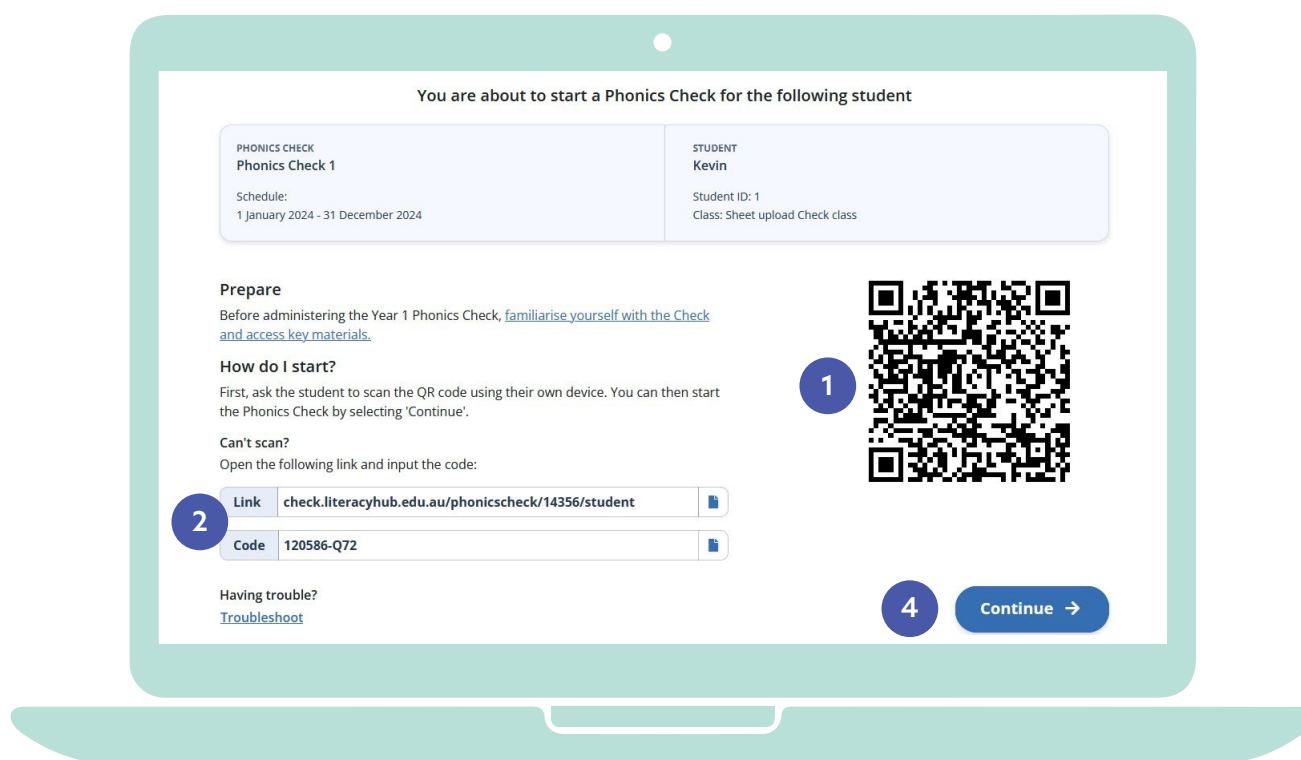 You are about to start a Phonics Check for the following student
PHONICS CHECK
Phonics Check 1
Schedule:
1 January 2024 - 31 December 2024
STUDENT
Kevin
Student ID: 1
Class: Sheet upload Check class
Prepare
Before administering the Year 1 Phonics Check, familiarise yourself with the Check
and access key materials.
How do I start?
First, ask the student to scan the QR code using their own device. You can then start
the Phonics Check by selecting 'Continue'.
1
Can't scan?
Open the following link and input the code:
2
Link check.literacyhub.edu.au/phonicscheck/14356/student
Code 120586-Q72
Having trouble?
Troubleshoot
4
Continue →